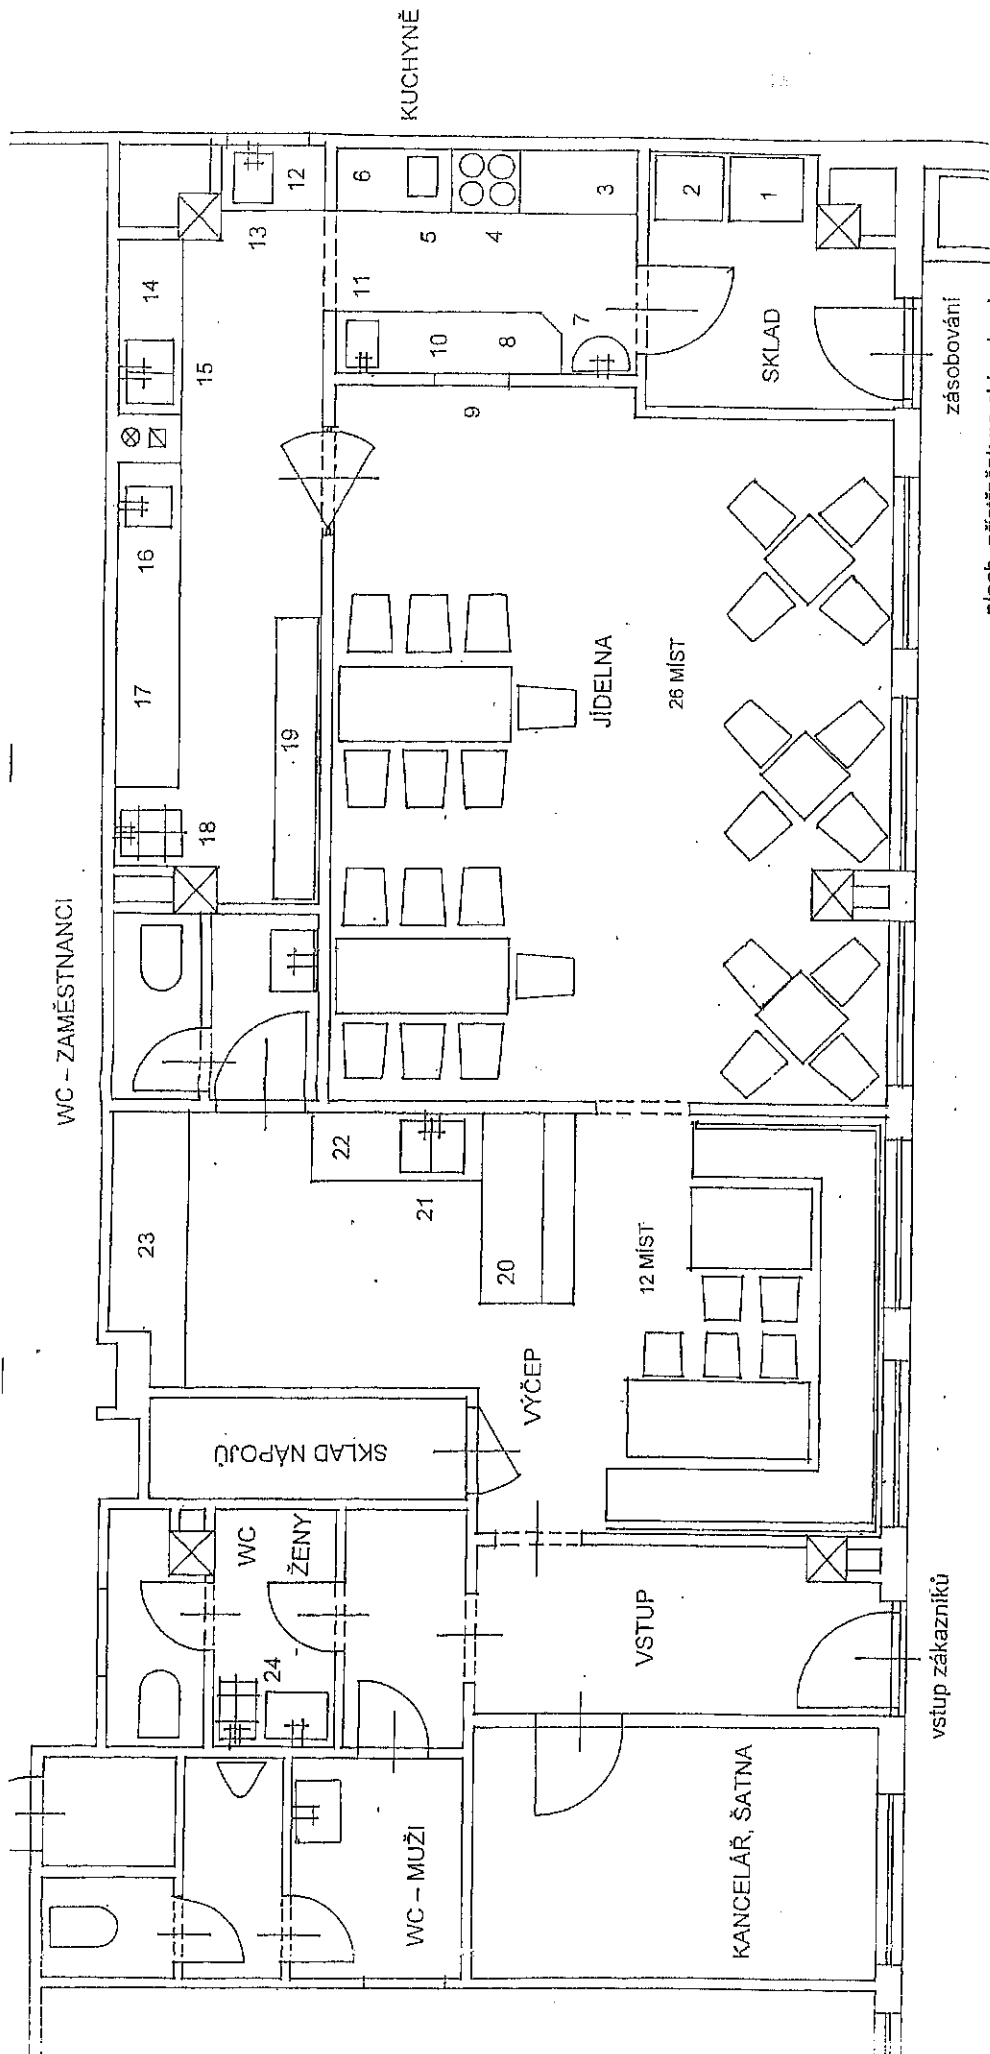 WC – ZAMĚSTNANCI
KUCHYNĚ
23
22
21
20
19
18
17
16
15
14
13
12
11
10
9
8
7
6
5
4
3
2
1
SKLAD NÁPOJŮ
WC
ŽENY
24
WC – MUŽI
VÝČEP
12 MÍST
JÍDELNA
26 MÍST
SKLAD
VSTUP
KANCELÁŘ, ŠATNA
vstup zákazníků
zásobování